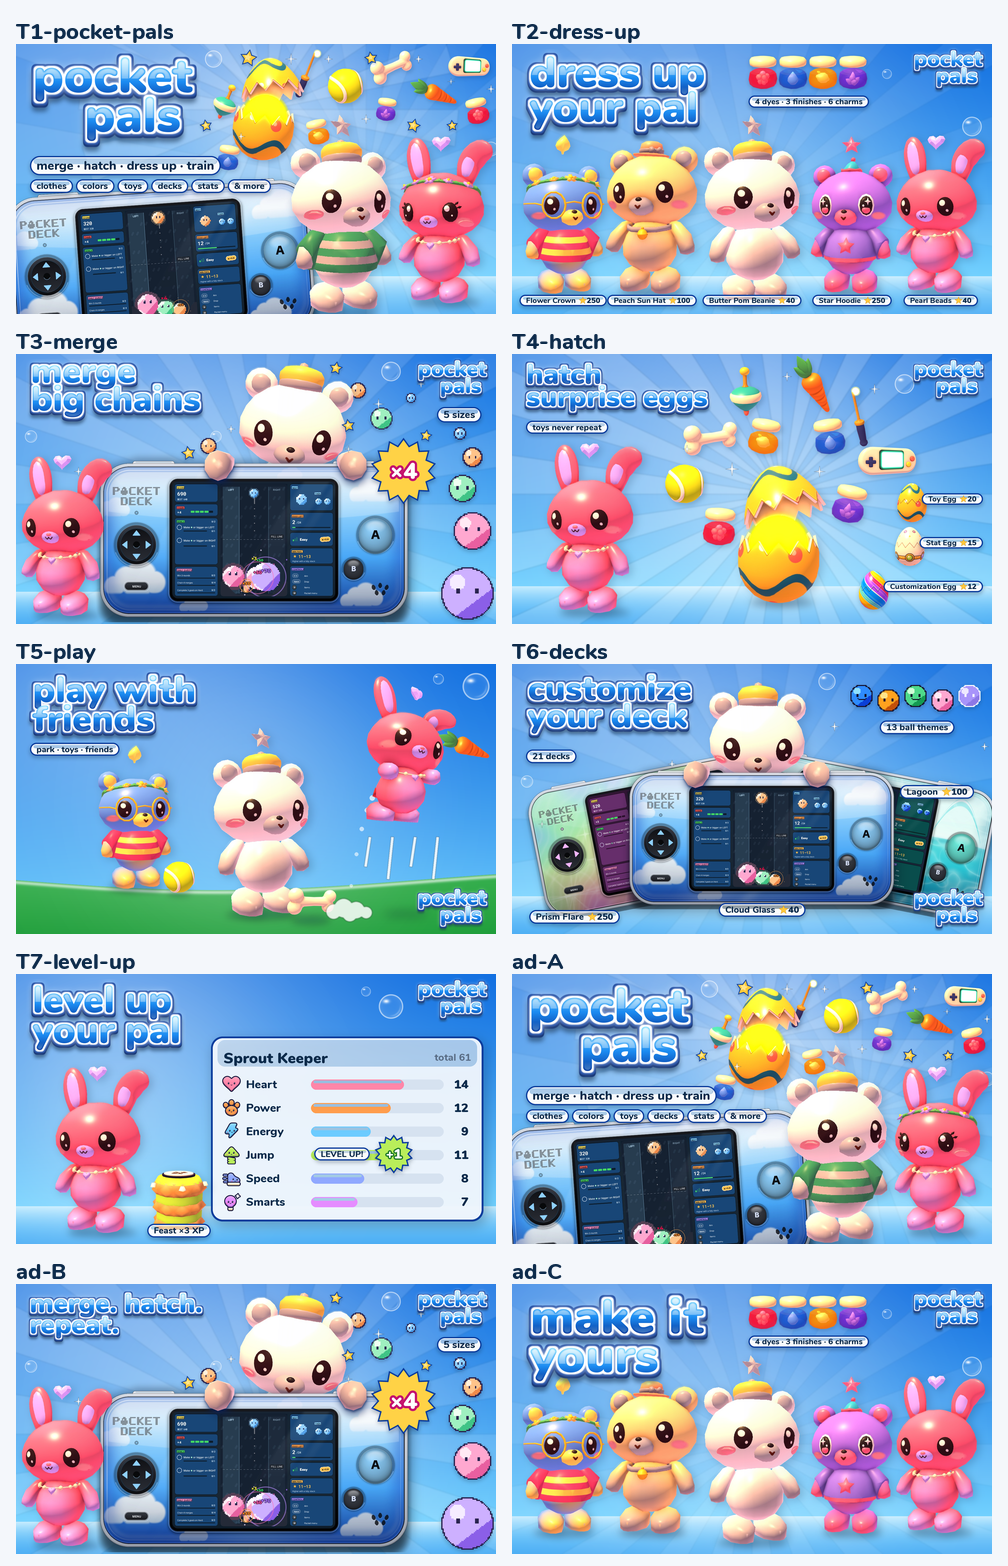 T1-pocket-pals
pocket
pals
merge · hatch · dress up · train
clothes colors toys decks stats & more
POCKET
DECK
A
B
T2-dress-up
dress up
your pal
pocket
pals
4 dyes · 3 finishes · 6 charms
Flower Crown 250
Peach Sun Hat 100
Butter Pom Beanie 40
Star Hoodie 250
Pearl Beads 40
T3-merge
merge
big chains
pocket
pals
5 sizes
×4
POCKET
DECK
A
B
MENU
T4-hatch
hatch
surprise eggs
pocket
pals
toys never repeat
Toy Egg 20
Stat Egg 15
Customization Egg 12
T5-play
play with
friends
park · toys · friends
pocket
pals
T6-decks
customize
your deck
21 decks
13 ball themes
POCKET
DECK
POCKET
DECK
A
B
A
Lagoon 100
Prism Flare 250
Cloud Glass 40
pocket
pals
T7-level-up
level up
your pal
pocket
pals
Sprout Keeper total 61
Heart 14
Power 12
Energy 9
Jump LEVEL UP! +1 11
Speed 8
Smarts 7
Feast ×3 XP
ad-A
pocket
pals
merge · hatch · dress up · train
clothes colors toys decks stats & more
POCKET
DECK
A
B
ad-B
merge. hatch.
repeat.
pocket
pals
5 sizes
×4
POCKET
DECK
A
B
MENU
ad-C
make it
yours
pocket
pals
4 dyes · 3 finishes · 6 charms